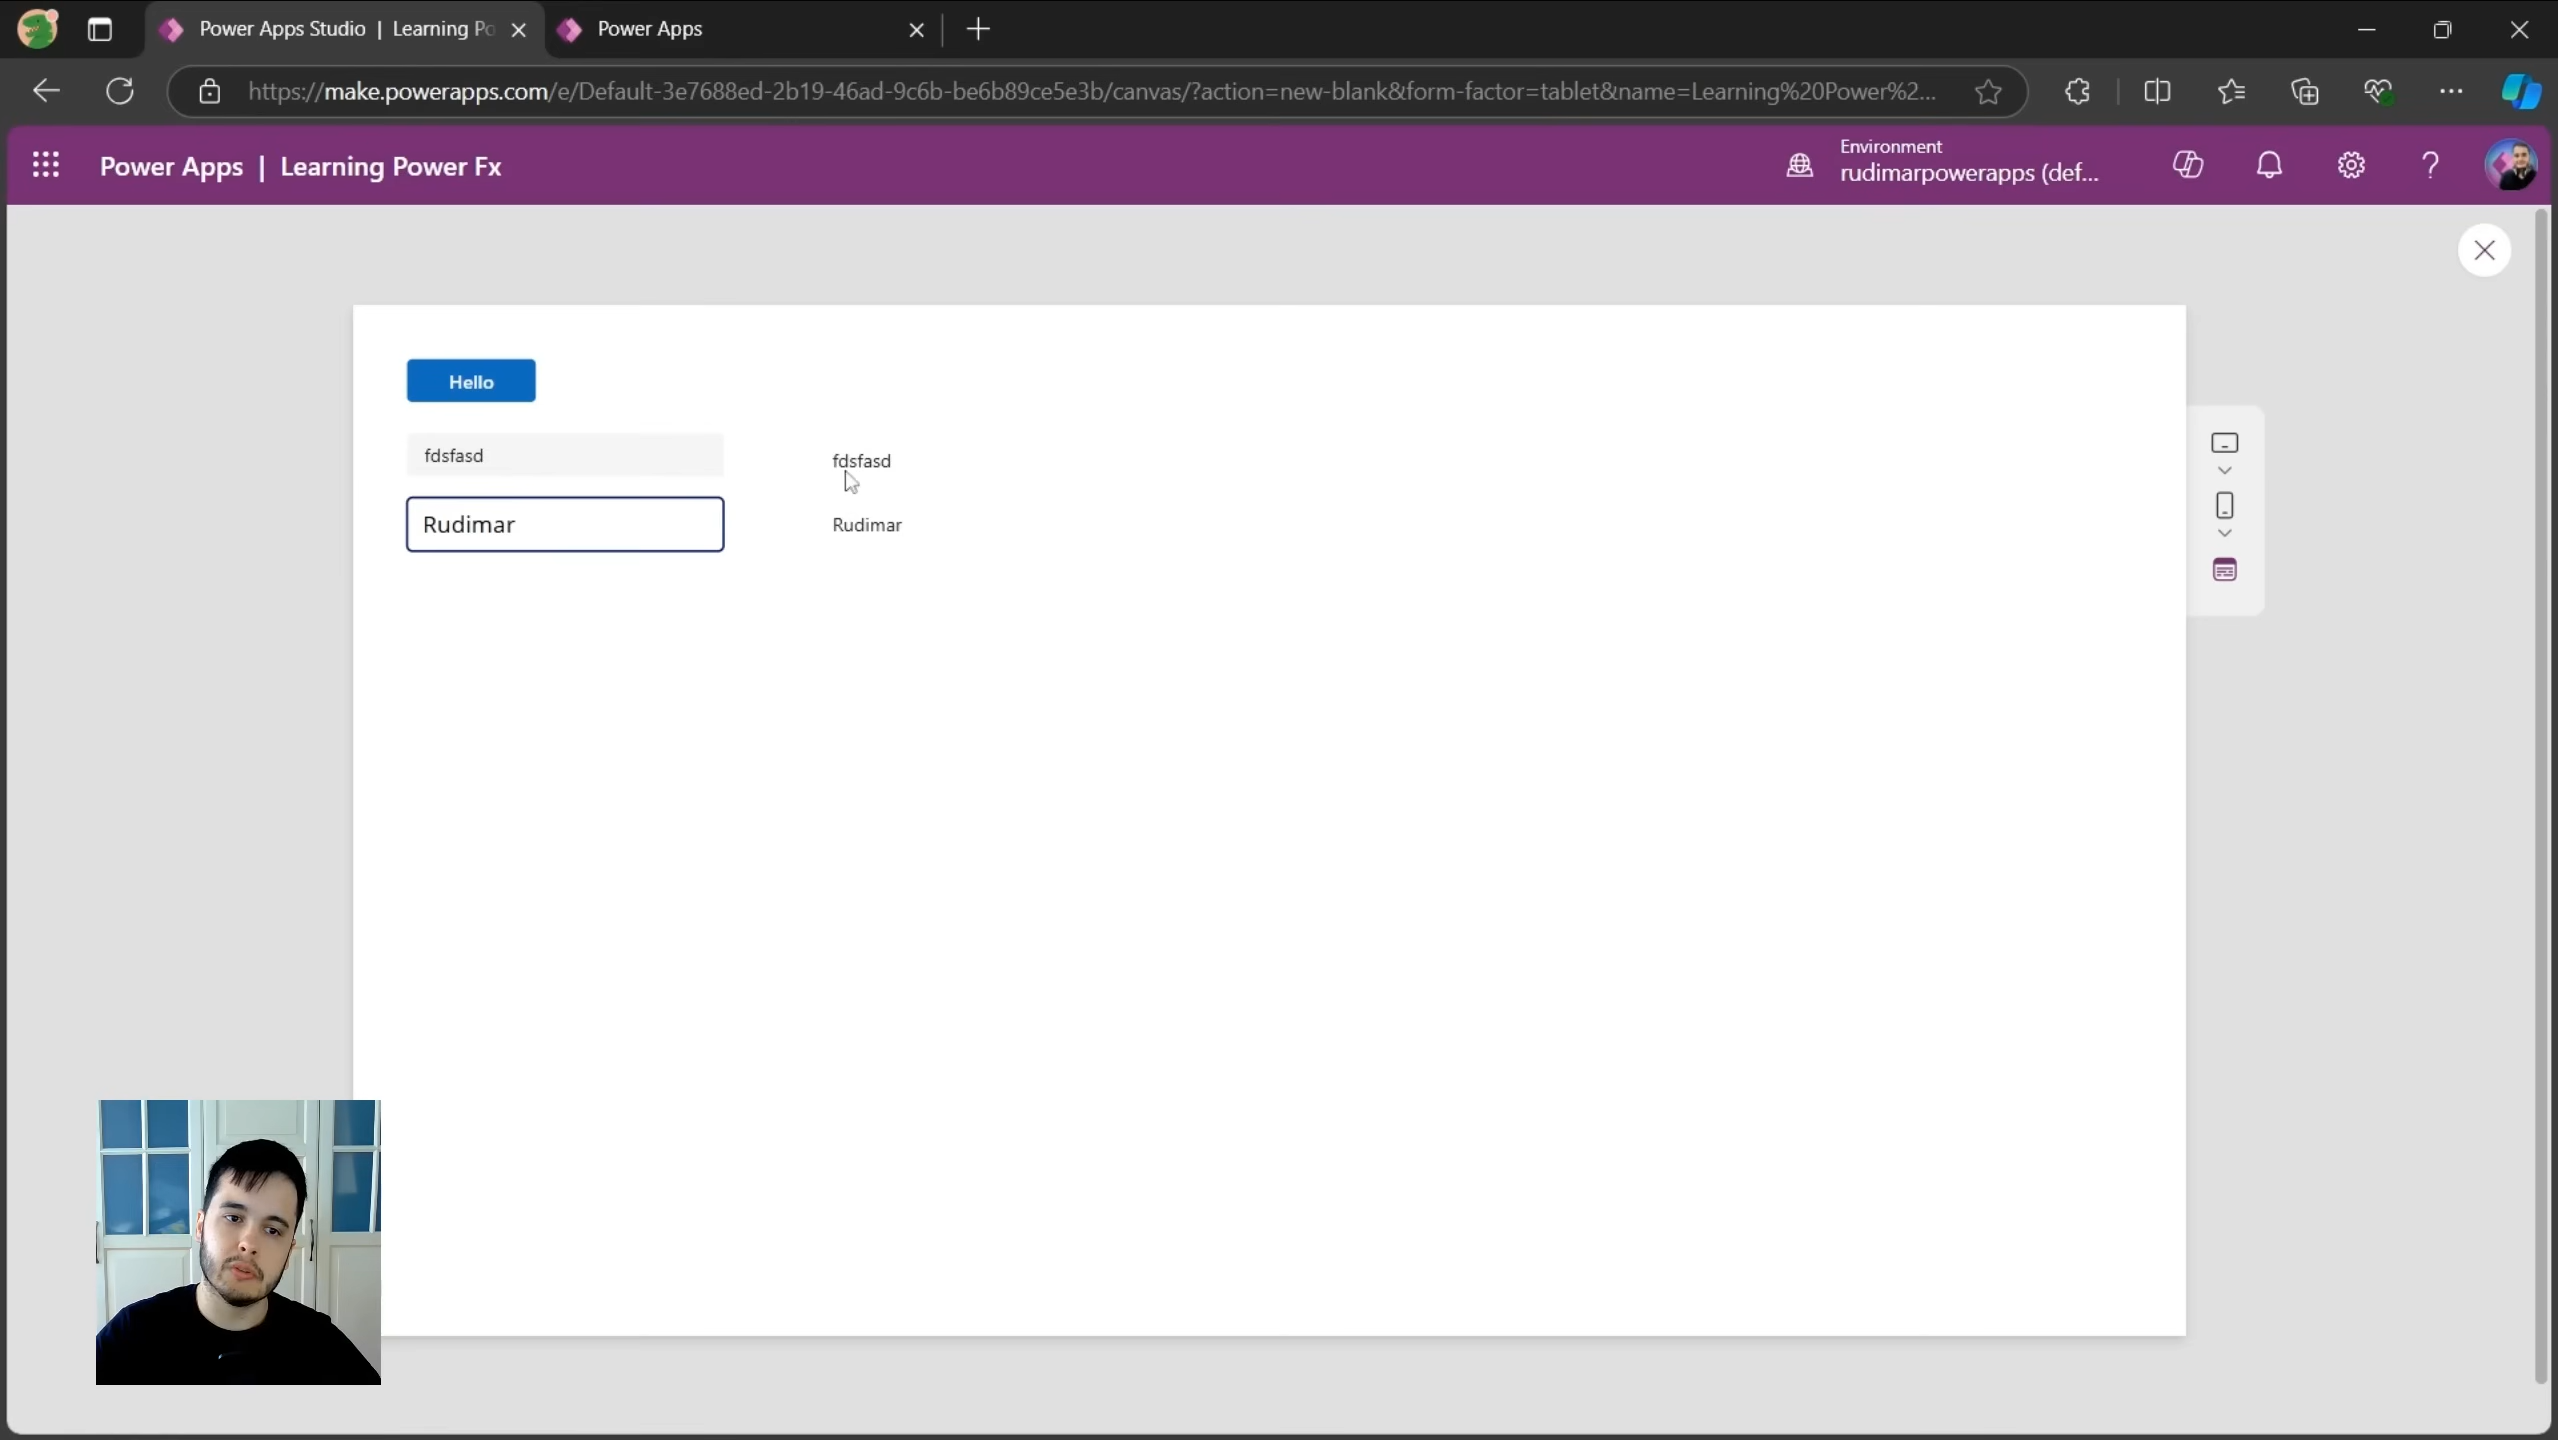 Power Apps Studio | Learning Po
Power Apps
https://make.powerapps.com/e/Default-3e7688ed-2b19-46ad-9c6b-be6b89ce5e3b/canvas/?action=new-blank&form-factor=tablet&name=Learning%20Power%2...
Power Apps | Learning Power Fx
Environment
rudimarpowerapps (def...
Hello
fdsfasd
fdsfasd
Rudimar
Rudimar